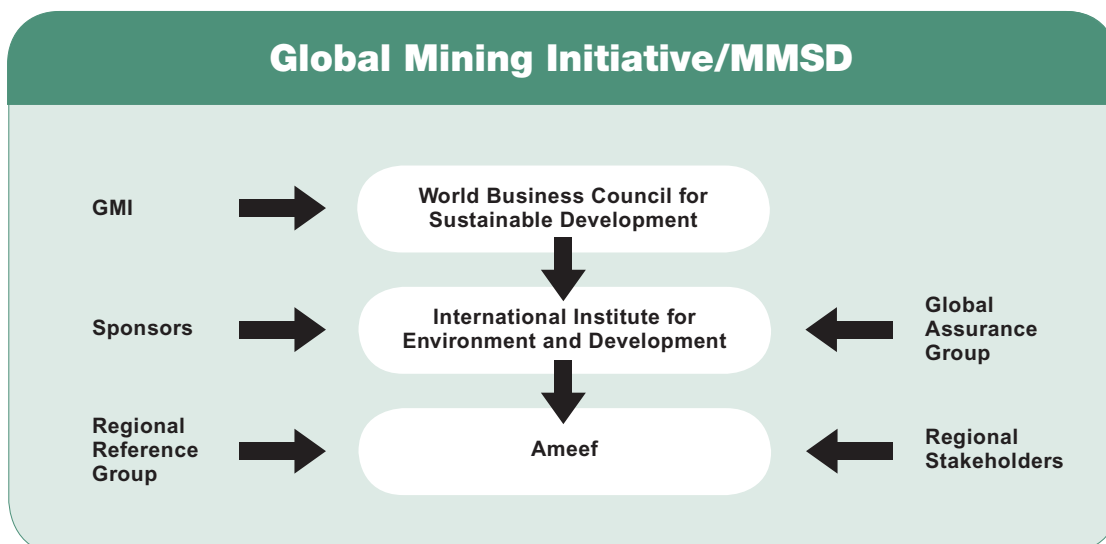 Global Mining Initiative/MMSD
GMI
World Business Council for
Sustainable Development
Sponsors
International Institute for
Environment and Development
Global
Assurance
Group
Regional
Reference
Group
Ameef
Regional
Stakeholders